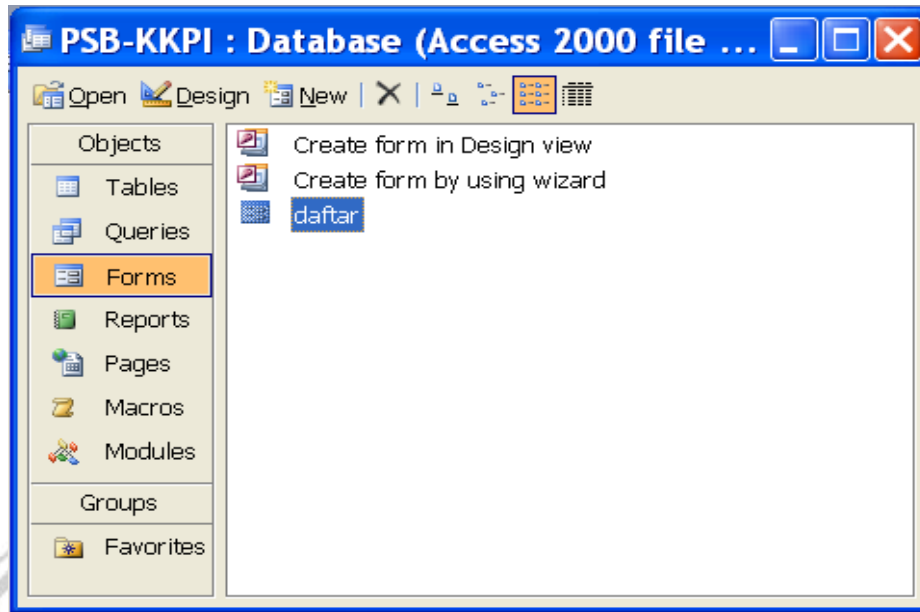 PSB-KKPI : Database (Access 2000 file ...
Open Design New
Objects
Tables
Queries
Forms
Reports
Pages
Macros
Modules
Groups
Favorites
Create form in Design view
Create form by using wizard
daftar